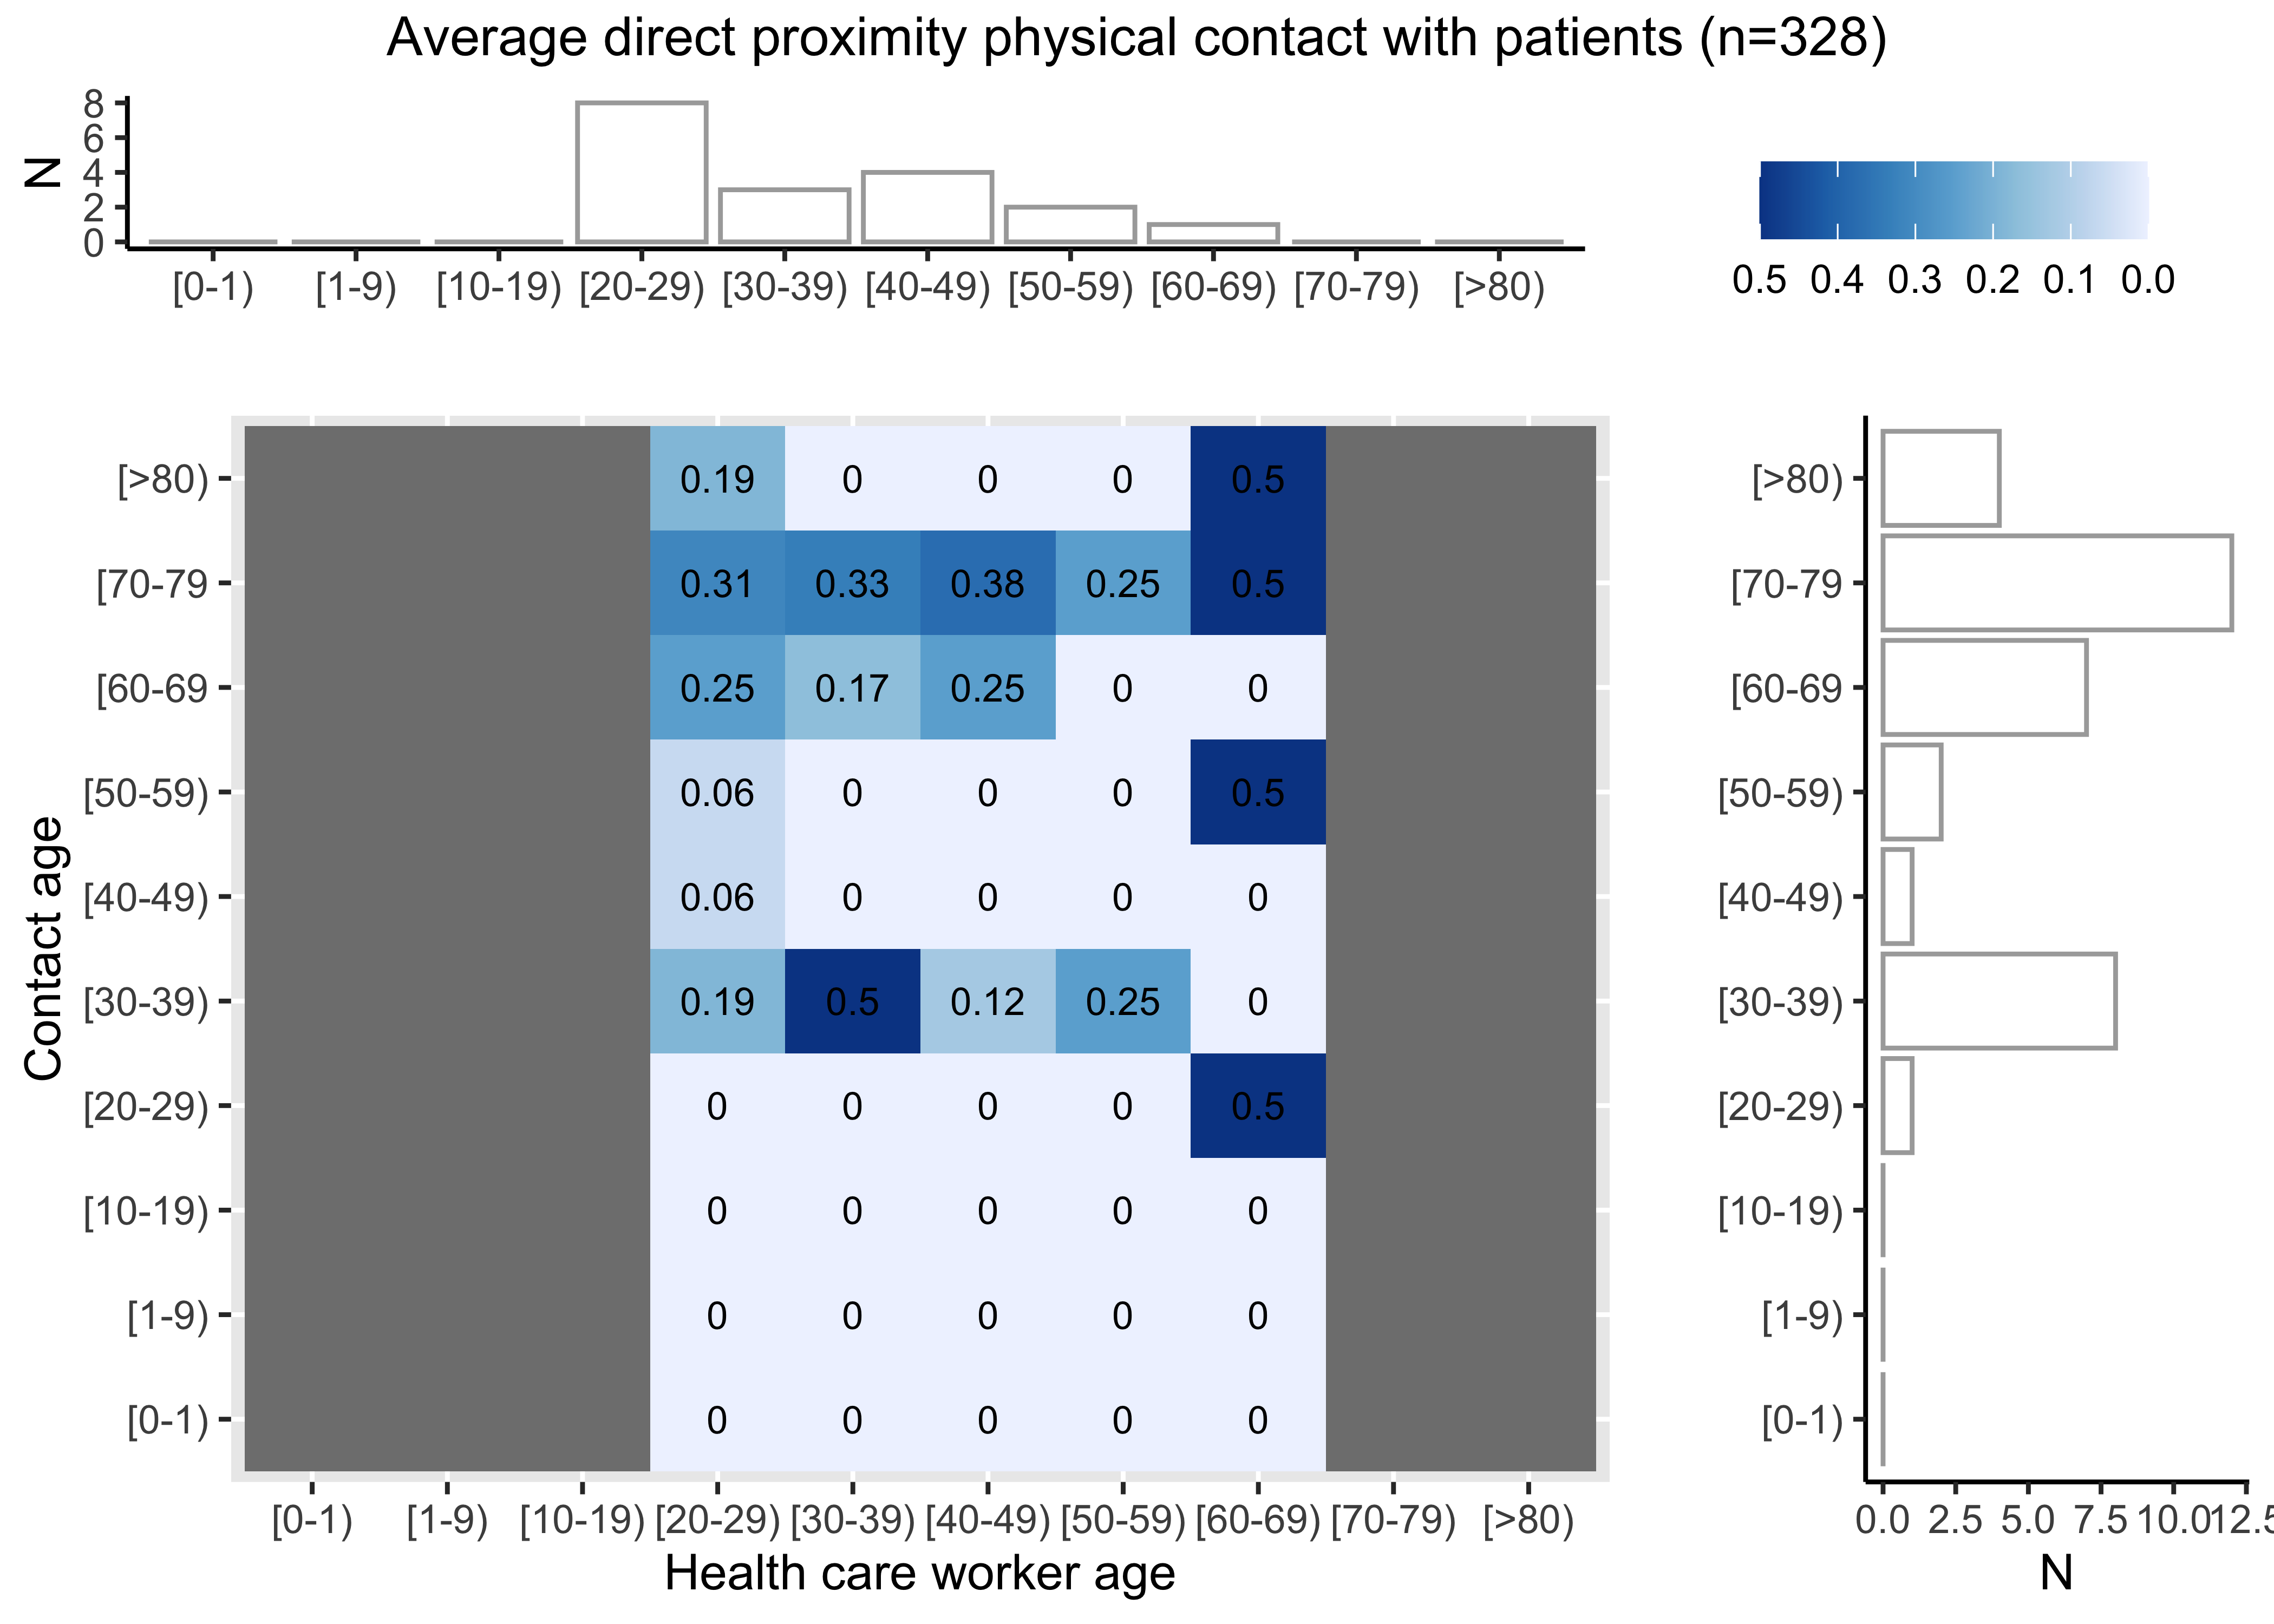 Average direct proximity physical contact with patients (n=328)
N
8
6
4
2
0
[0-1) [1-9) [10-19) [20-29) [30-39) [40-49) [50-59) [60-69) [70-79) [>80)
0.5 0.4 0.3 0.2 0.1 0.0
Contact age
[>80) 0.19 0 0 0 0.5
[70-79 0.31 0.33 0.38 0.25 0.5
[60-69 0.25 0.17 0.25 0 0
[50-59) 0.06 0 0 0 0.5
[40-49) 0.06 0 0 0 0
[30-39) 0.19 0.5 0.12 0.25 0
[20-29) 0 0 0 0 0.5
[10-19) 0 0 0 0 0
[1-9) 0 0 0 0 0
[0-1) 0 0 0 0 0
[0-1) [1-9) [10-19) [20-29) [30-39) [40-49) [50-59) [60-69) [70-79) [>80)
Health care worker age
[>80)
[70-79
[60-69
[50-59)
[40-49)
[30-39)
[20-29)
[10-19)
[1-9)
[0-1)
0.0 2.5 5.0 7.5 10.0 12.5
N